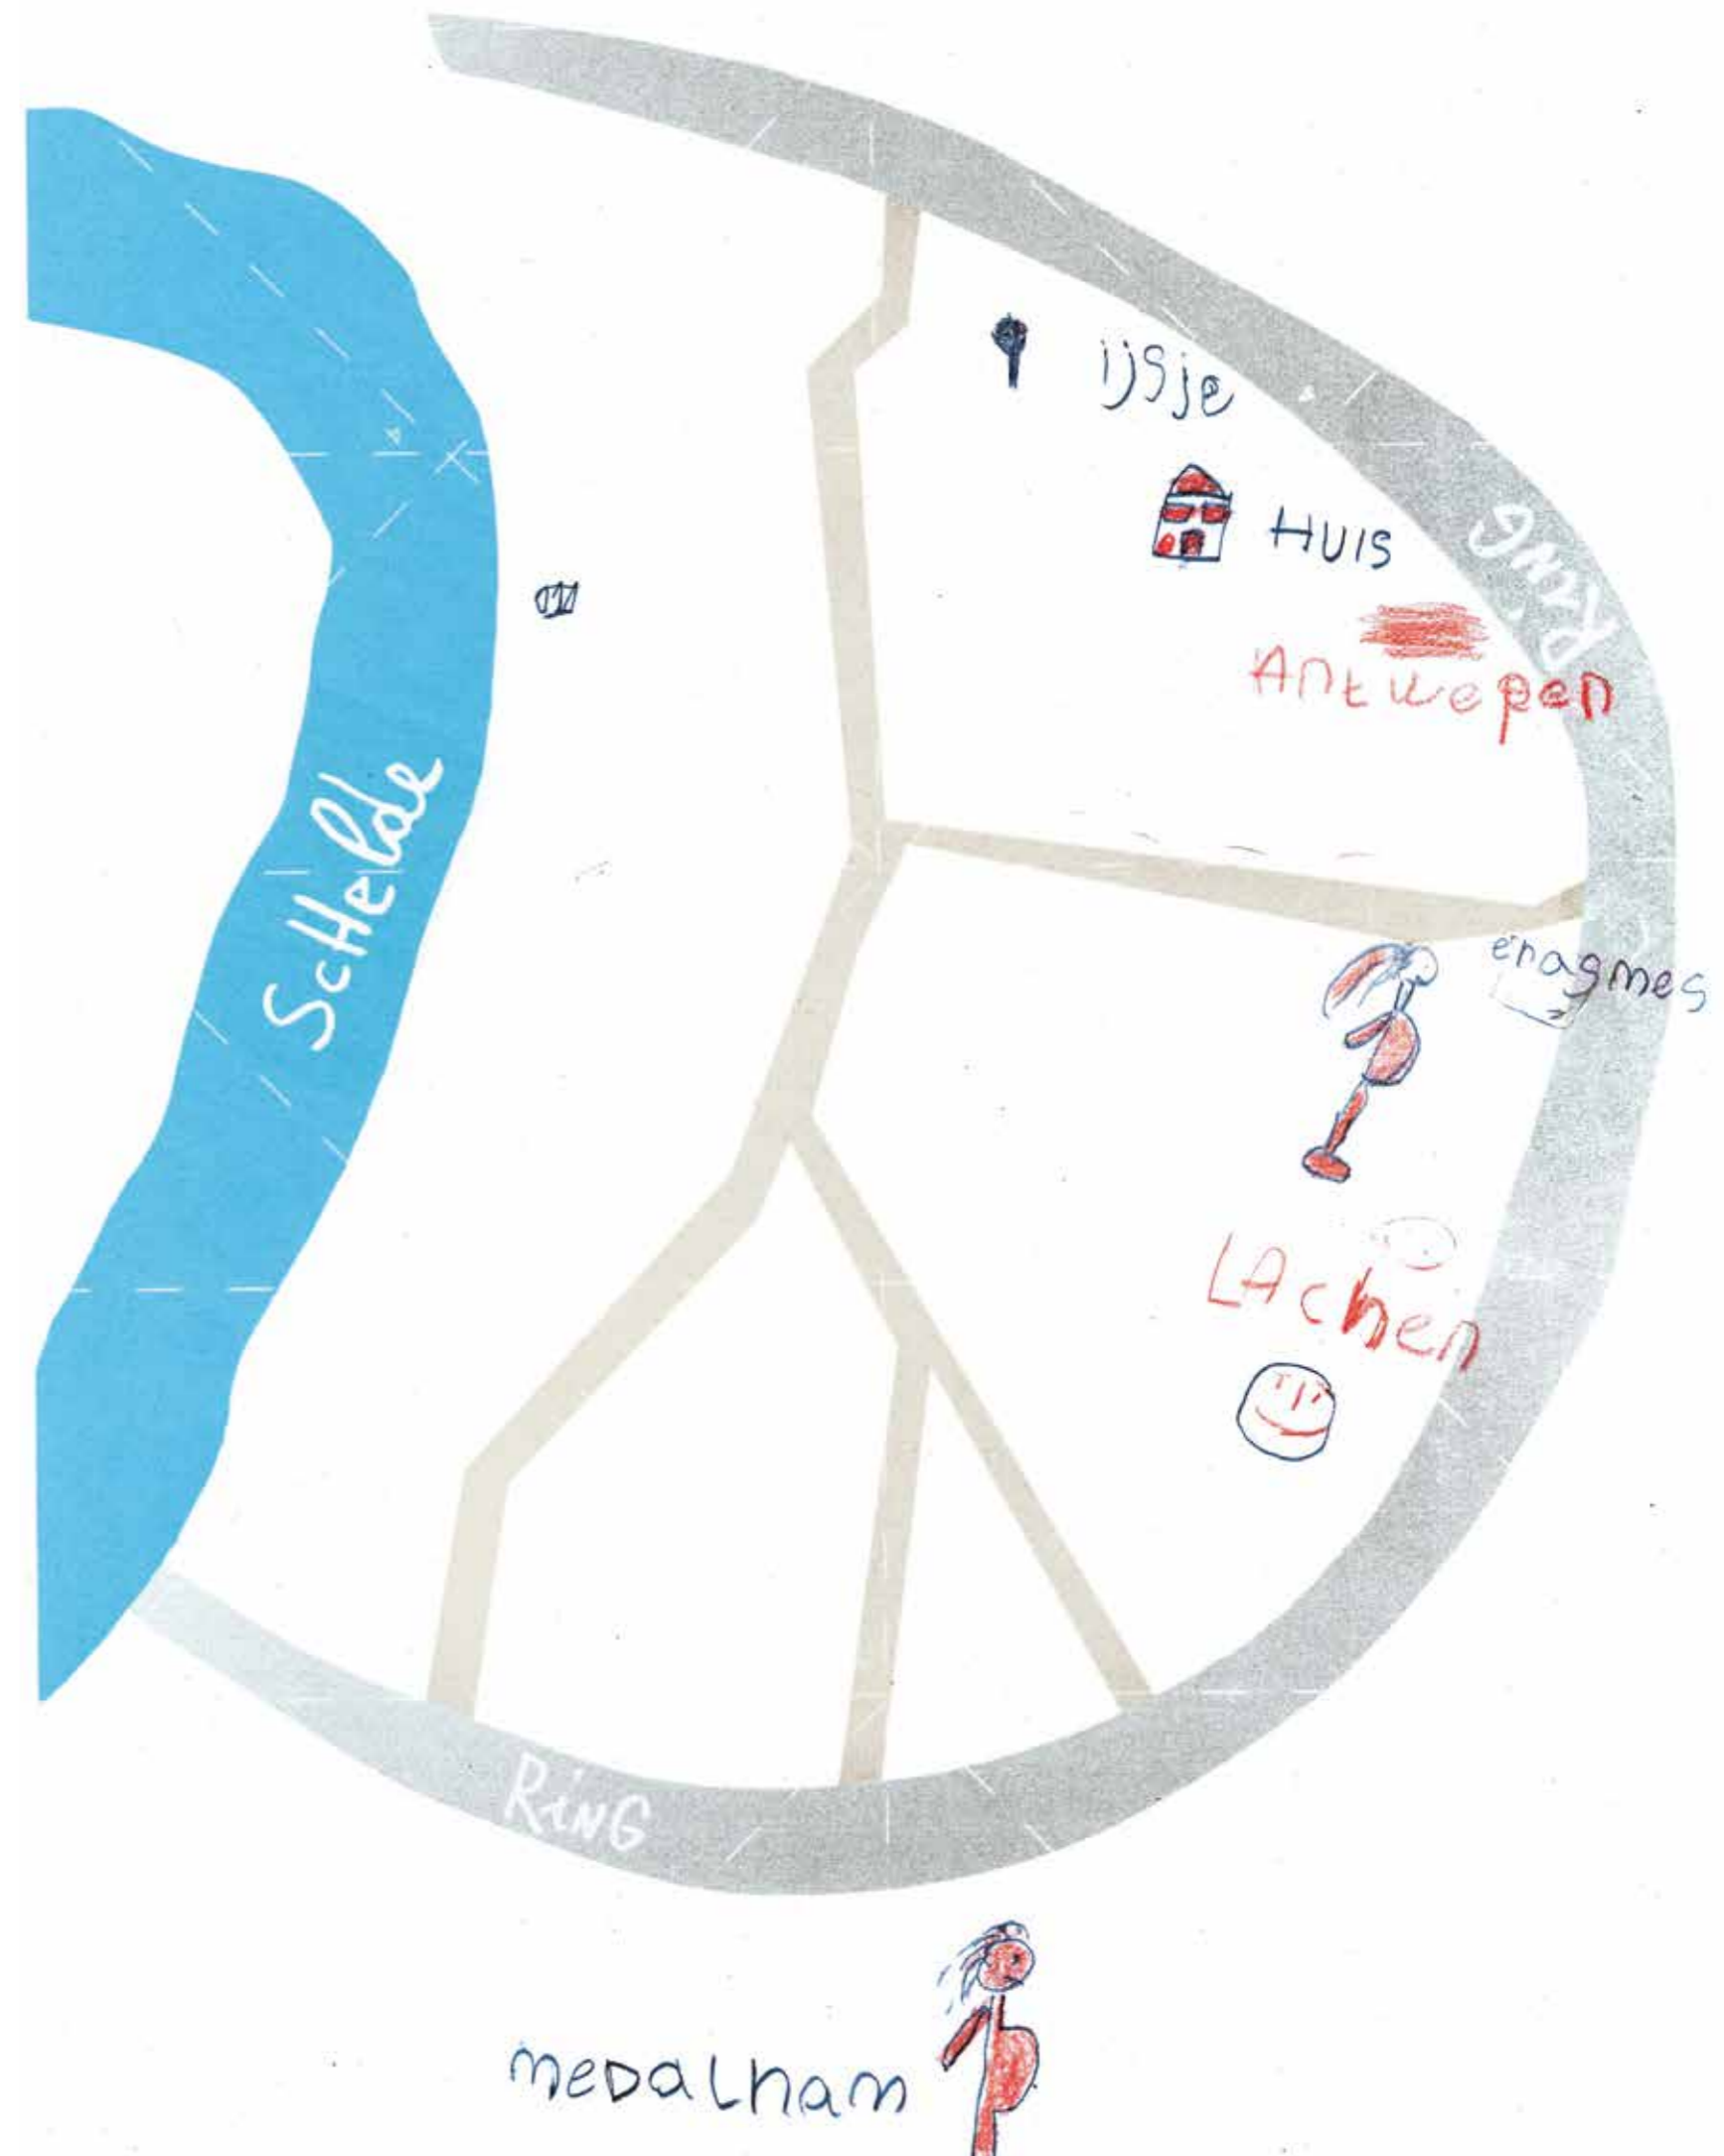 ijsje
HUIS
RiNG
Antwepen
ScHelde
enagmes
LAchen
RiNG
meDaLham